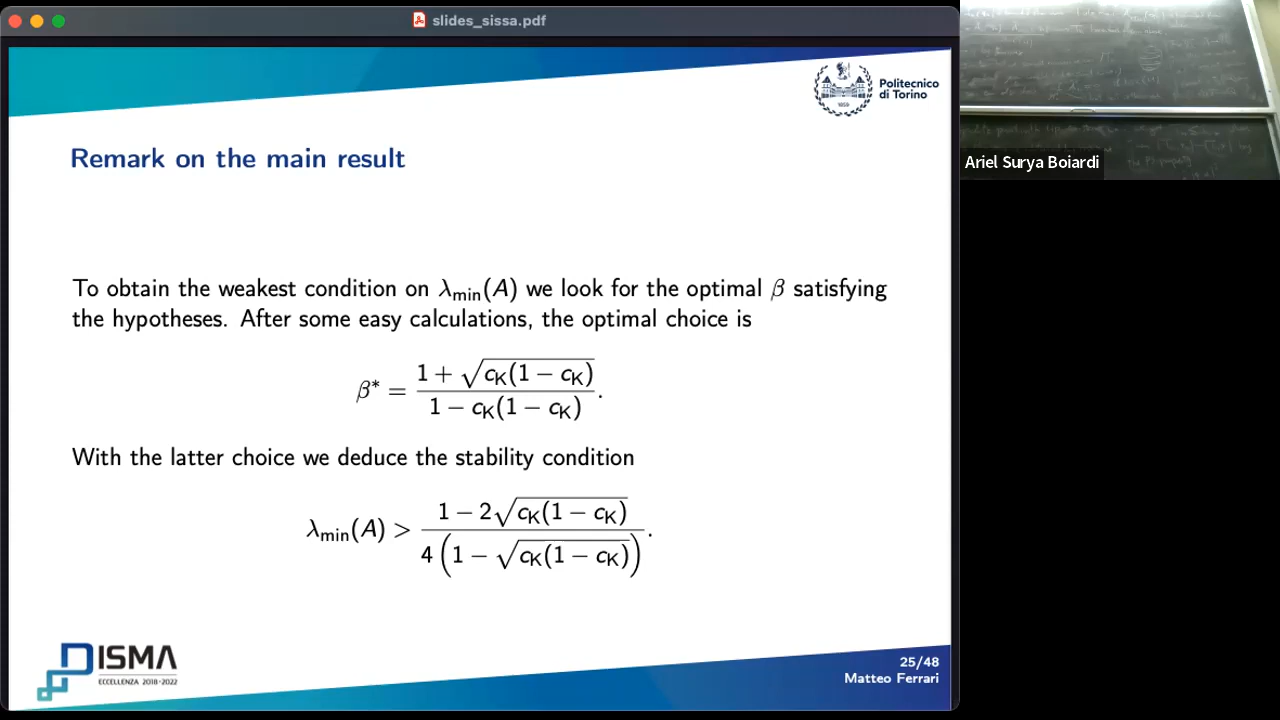 slides_sissa.pdf
Politecnico
di Torino
1859
Ariel Surya Boiardi
Remark on the main result
To obtain the weakest condition on λ_min(A) we look for the optimal β satisfying
the hypotheses. After some easy calculations, the optimal choice is
β* = (1 + √(c_K(1 − c_K))) / (1 − c_K(1 − c_K)).
With the latter choice we deduce the stability condition
λ_min(A) > (1 − 2√(c_K(1 − c_K))) / (4(1 − √(c_K(1 − c_K)))).
DISMA
ECCELLENZA 2018·2022
25/48
Matteo Ferrari